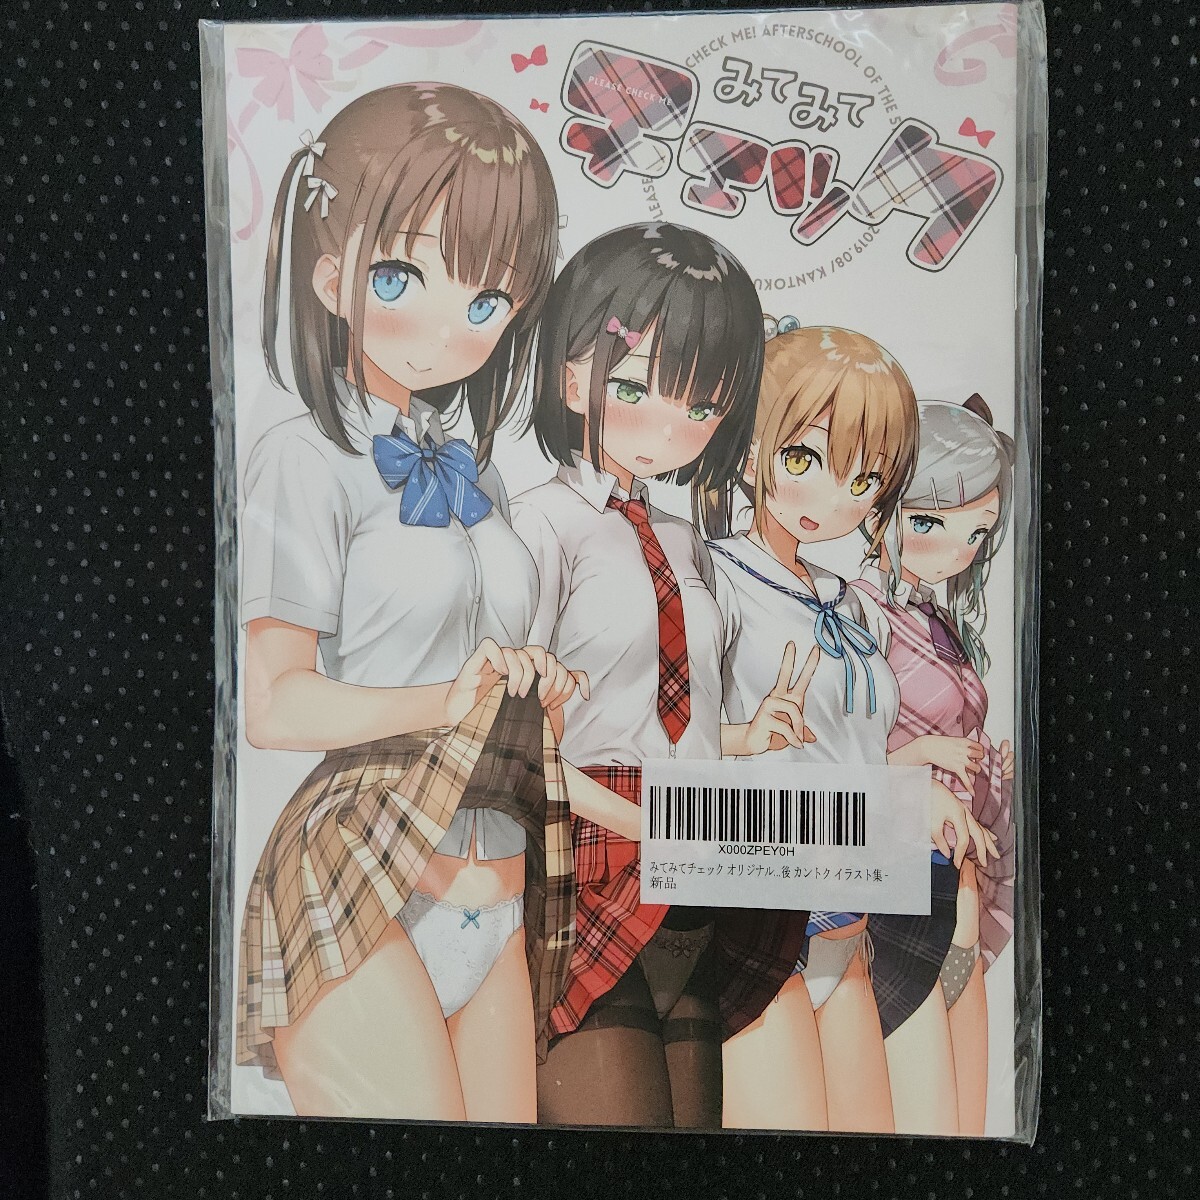 CHECK ME! AFTERSCHOOL OF THE
みてみて
チェック
PLEASE CHECK ME
PLEASE
2019.08/ KANTOKU
X000ZPEY0H
みてみてチェック オリジナル...後 カントク イラスト集 -
新品